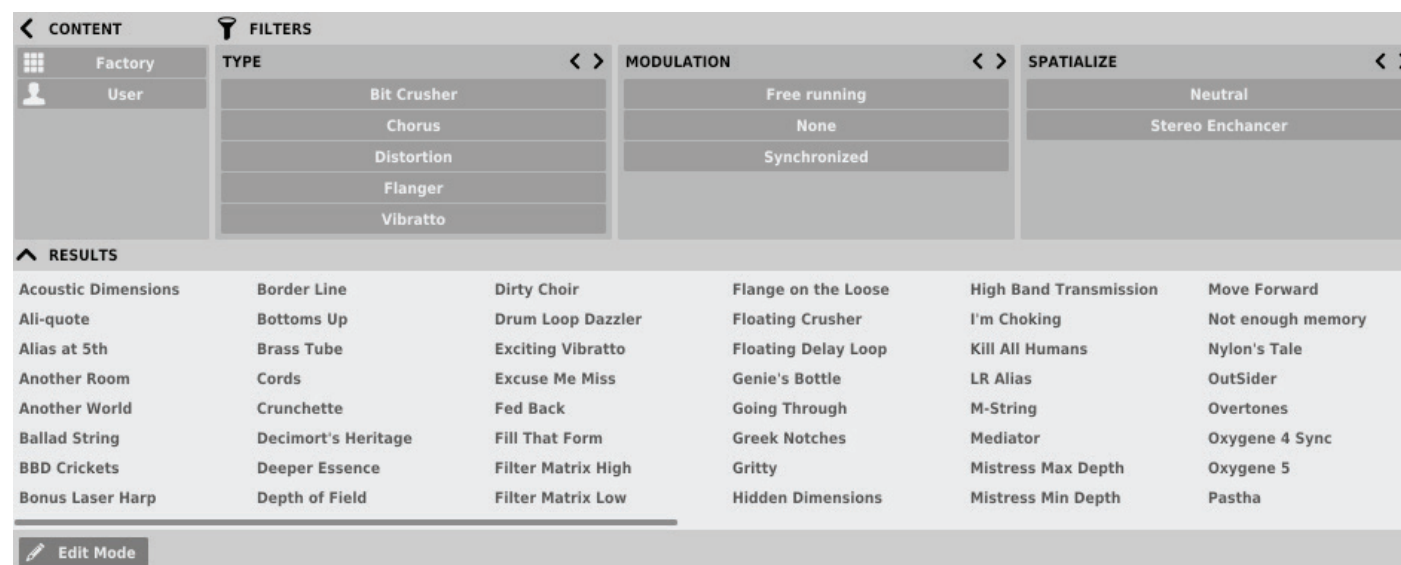 CONTENT
FILTERS
Factory
User
TYPE
Bit Crusher
Chorus
Distortion
Flanger
Vibratto
MODULATION
Free running
None
Synchronized
SPATIALIZE
Neutral
Stereo Enchancer
RESULTS
Acoustic Dimensions
Ali-quote
Alias at 5th
Another Room
Another World
Ballad String
BBD Crickets
Bonus Laser Harp
Border Line
Bottoms Up
Brass Tube
Cords
Crunchette
Decimort's Heritage
Deeper Essence
Depth of Field
Dirty Choir
Drum Loop Dazzler
Exciting Vibratto
Excuse Me Miss
Fed Back
Fill That Form
Filter Matrix High
Filter Matrix Low
Flange on the Loose
Floating Crusher
Floating Delay Loop
Genie's Bottle
Going Through
Greek Notches
Gritty
Hidden Dimensions
High Band Transmission
I'm Choking
Kill All Humans
LR Alias
M-String
Mediator
Mistress Max Depth
Mistress Min Depth
Move Forward
Not enough memory
Nylon's Tale
OutSider
Overtones
Oxygene 4 Sync
Oxygene 5
Pastha
Edit Mode